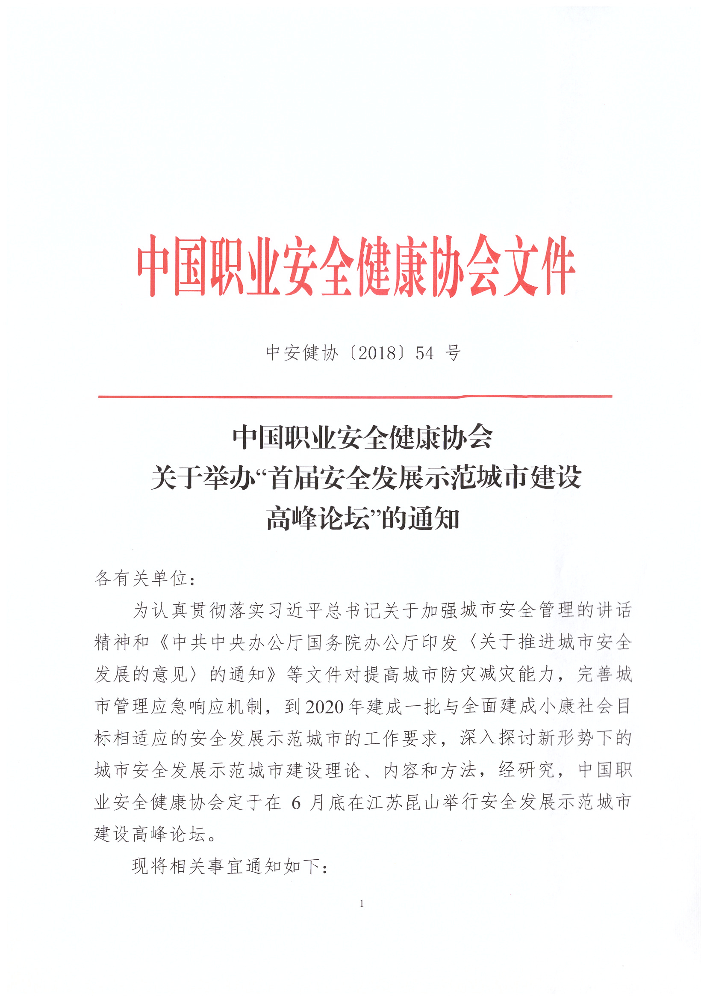 中国职业安全健康协会文件
中安健协〔2018〕54 号
中国职业安全健康协会
关于举办“首届安全发展示范城市建设
高峰论坛”的通知
各有关单位：
为认真贯彻落实习近平总书记关于加强城市安全管理的讲话
精神和《中共中央办公厅国务院办公厅印发〈关于推进城市安全
发展的意见〉的通知》等文件对提高城市防灾减灾能力，完善城
市管理应急响应机制，到 2020 年建成一批与全面建成小康社会目
标相适应的安全发展示范城市的工作要求，深入探讨新形势下的
城市安全发展示范城市建设理论、内容和方法，经研究，中国职
业安全健康协会定于在 6 月底在江苏昆山举行安全发展示范城市
建设高峰论坛。
现将相关事宜通知如下：
1